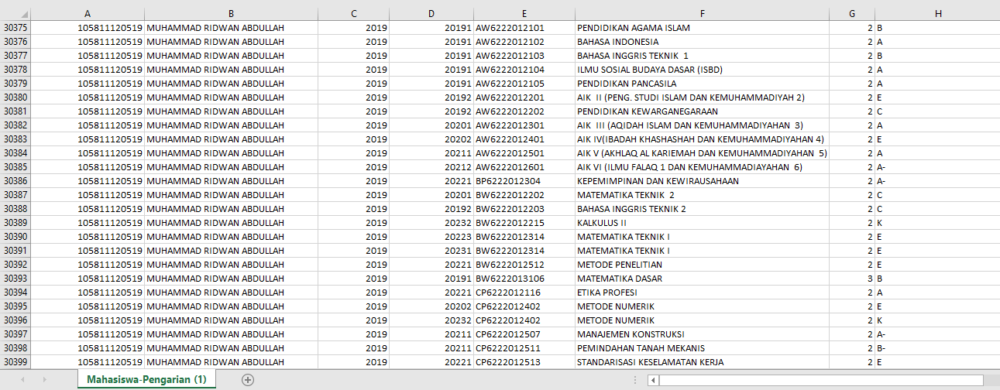 A B C D E F G H
30375 105811120519 MUHAMMAD RIDWAN ABDULLAH 2019 20191 AW6222012101 PENDIDIKAN AGAMA ISLAM 2 B
30376 105811120519 MUHAMMAD RIDWAN ABDULLAH 2019 20191 AW6222012102 BAHASA INDONESIA 2 A
30377 105811120519 MUHAMMAD RIDWAN ABDULLAH 2019 20191 AW6222012103 BAHASA INGGRIS TEKNIK  1 2 B
30378 105811120519 MUHAMMAD RIDWAN ABDULLAH 2019 20191 AW6222012104 ILMU SOSIAL BUDAYA DASAR (ISBD) 2 A
30379 105811120519 MUHAMMAD RIDWAN ABDULLAH 2019 20191 AW6222012105 PENDIDIKAN PANCASILA 2 A
30380 105811120519 MUHAMMAD RIDWAN ABDULLAH 2019 20192 AW6222012201 AIK  II (PENG. STUDI ISLAM DAN KEMUHAMMADIYAH 2) 2 E
30381 105811120519 MUHAMMAD RIDWAN ABDULLAH 2019 20192 AW6222012202 PENDIDIKAN KEWARGANEGARAAN 2 C
30382 105811120519 MUHAMMAD RIDWAN ABDULLAH 2019 20201 AW6222012301 AIK  III (AQIDAH ISLAM DAN KEMUHAMMADIYAHAN  3) 2 A
30383 105811120519 MUHAMMAD RIDWAN ABDULLAH 2019 20202 AW6222012401 AIK IV(IBADAH KHASHASHAH DAN KEMUHAMMADIYAHAN 4) 2 E
30384 105811120519 MUHAMMAD RIDWAN ABDULLAH 2019 20211 AW6222012501 AIK V (AKHLAQ AL KARIEMAH DAN KEMUHAMMADIYAHAN  5) 2 A
30385 105811120519 MUHAMMAD RIDWAN ABDULLAH 2019 20212 AW6222012601 AIK VI (ILMU FALAQ 1 DAN KEMUHAMMADIAYAHAN  6) 2 A-
30386 105811120519 MUHAMMAD RIDWAN ABDULLAH 2019 20221 BP6222012304 KEPEMIMPINAN DAN KEWIRAUSAHAAN 2 A-
30387 105811120519 MUHAMMAD RIDWAN ABDULLAH 2019 20201 BW6222012202 MATEMATIKA TEKNIK  2 2 C
30388 105811120519 MUHAMMAD RIDWAN ABDULLAH 2019 20192 BW6222012203 BAHASA INGGRIS TEKNIK 2 2 C
30389 105811120519 MUHAMMAD RIDWAN ABDULLAH 2019 20232 BW6222012215 KALKULUS II 2 K
30390 105811120519 MUHAMMAD RIDWAN ABDULLAH 2019 20223 BW6222012314 MATEMATIKA TEKNIK I 2 E
30391 105811120519 MUHAMMAD RIDWAN ABDULLAH 2019 20231 BW6222012314 MATEMATIKA TEKNIK I 2 E
30392 105811120519 MUHAMMAD RIDWAN ABDULLAH 2019 20221 BW6222012512 METODE PENELITIAN 2 E
30393 105811120519 MUHAMMAD RIDWAN ABDULLAH 2019 20191 BW6222013106 MATEMATIKA DASAR 3 B
30394 105811120519 MUHAMMAD RIDWAN ABDULLAH 2019 20221 CP6222012116 ETIKA PROFESI 2 A
30395 105811120519 MUHAMMAD RIDWAN ABDULLAH 2019 20202 CP6222012402 METODE NUMERIK 2 E
30396 105811120519 MUHAMMAD RIDWAN ABDULLAH 2019 20232 CP6222012402 METODE NUMERIK 2 K
30397 105811120519 MUHAMMAD RIDWAN ABDULLAH 2019 20211 CP6222012507 MANAJEMEN KONSTRUKSI 2 A-
30398 105811120519 MUHAMMAD RIDWAN ABDULLAH 2019 20211 CP6222012511 PEMINDAHAN TANAH MEKANIS 2 B-
30399 105811120519 MUHAMMAD RIDWAN ABDULLAH 2019 20221 CP6222012513 STANDARISASI KESELAMATAN KERJA 2 E
Mahasiswa-Pengarian (1)